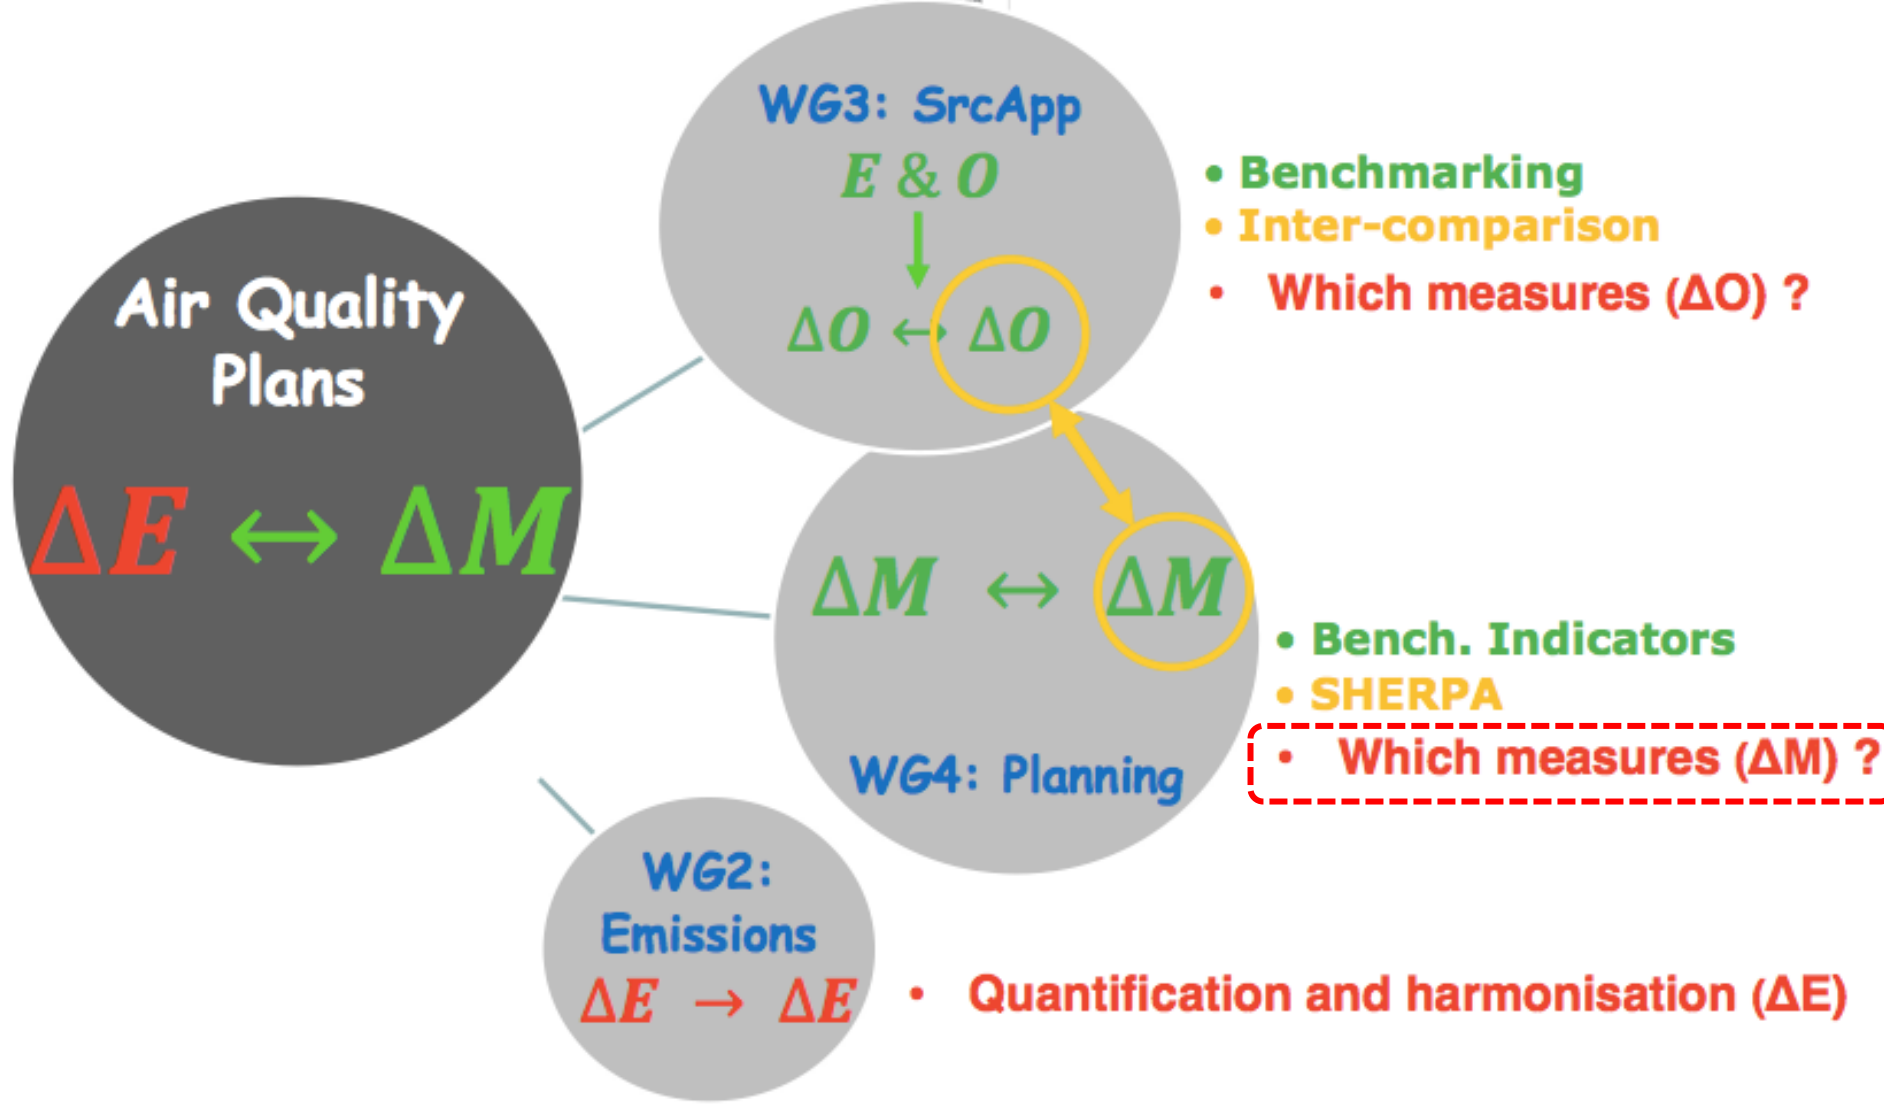 Air Quality
Plans
ΔE ↔ ΔM
WG3: SrcApp
E & O
ΔO ↔ ΔO
• Benchmarking
• Inter-comparison
• Which measures (ΔO) ?
ΔM ↔ ΔM
WG4: Planning
• Bench. Indicators
• SHERPA
• Which measures (ΔM) ?
WG2:
Emissions
ΔE → ΔE
• Quantification and harmonisation (ΔE)